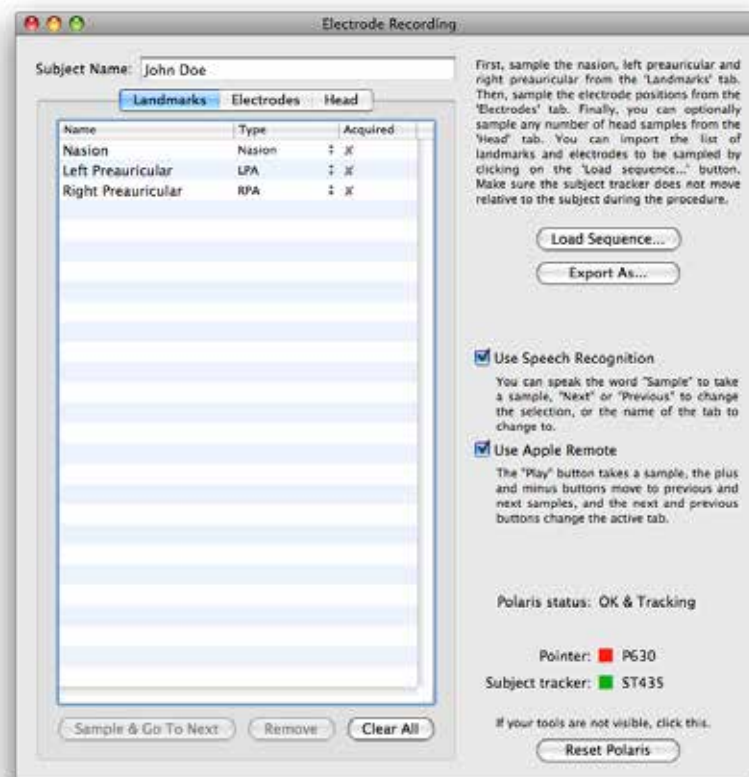 Electrode Recording
Subject Name: John Doe
Landmarks Electrodes Head
Name Type Acquired
Nasion Nasion ✗
Left Preauricular LPA ✗
Right Preauricular RPA ✗
Sample & Go To Next Remove Clear All
First, sample the nasion, left preauricular and
right preauricular from the 'Landmarks' tab.
Then, sample the electrode positions from the
'Electrodes' tab. Finally, you can optionally
sample any number of head samples from the
'Head' tab. You can import the list of
landmarks and electrodes to be sampled by
clicking on the 'Load sequence...' button.
Make sure the subject tracker does not move
relative to the subject during the procedure.
Load Sequence...
Export As...
Use Speech Recognition
You can speak the word "Sample" to take
a sample, "Next" or "Previous" to change
the selection, or the name of the tab to
change to.
Use Apple Remote
The "Play" button takes a sample, the plus
and minus buttons move to previous and
next samples, and the next and previous
buttons change the active tab.
Polaris status: OK & Tracking
Pointer: P630
Subject tracker: ST435
If your tools are not visible, click this.
Reset Polaris